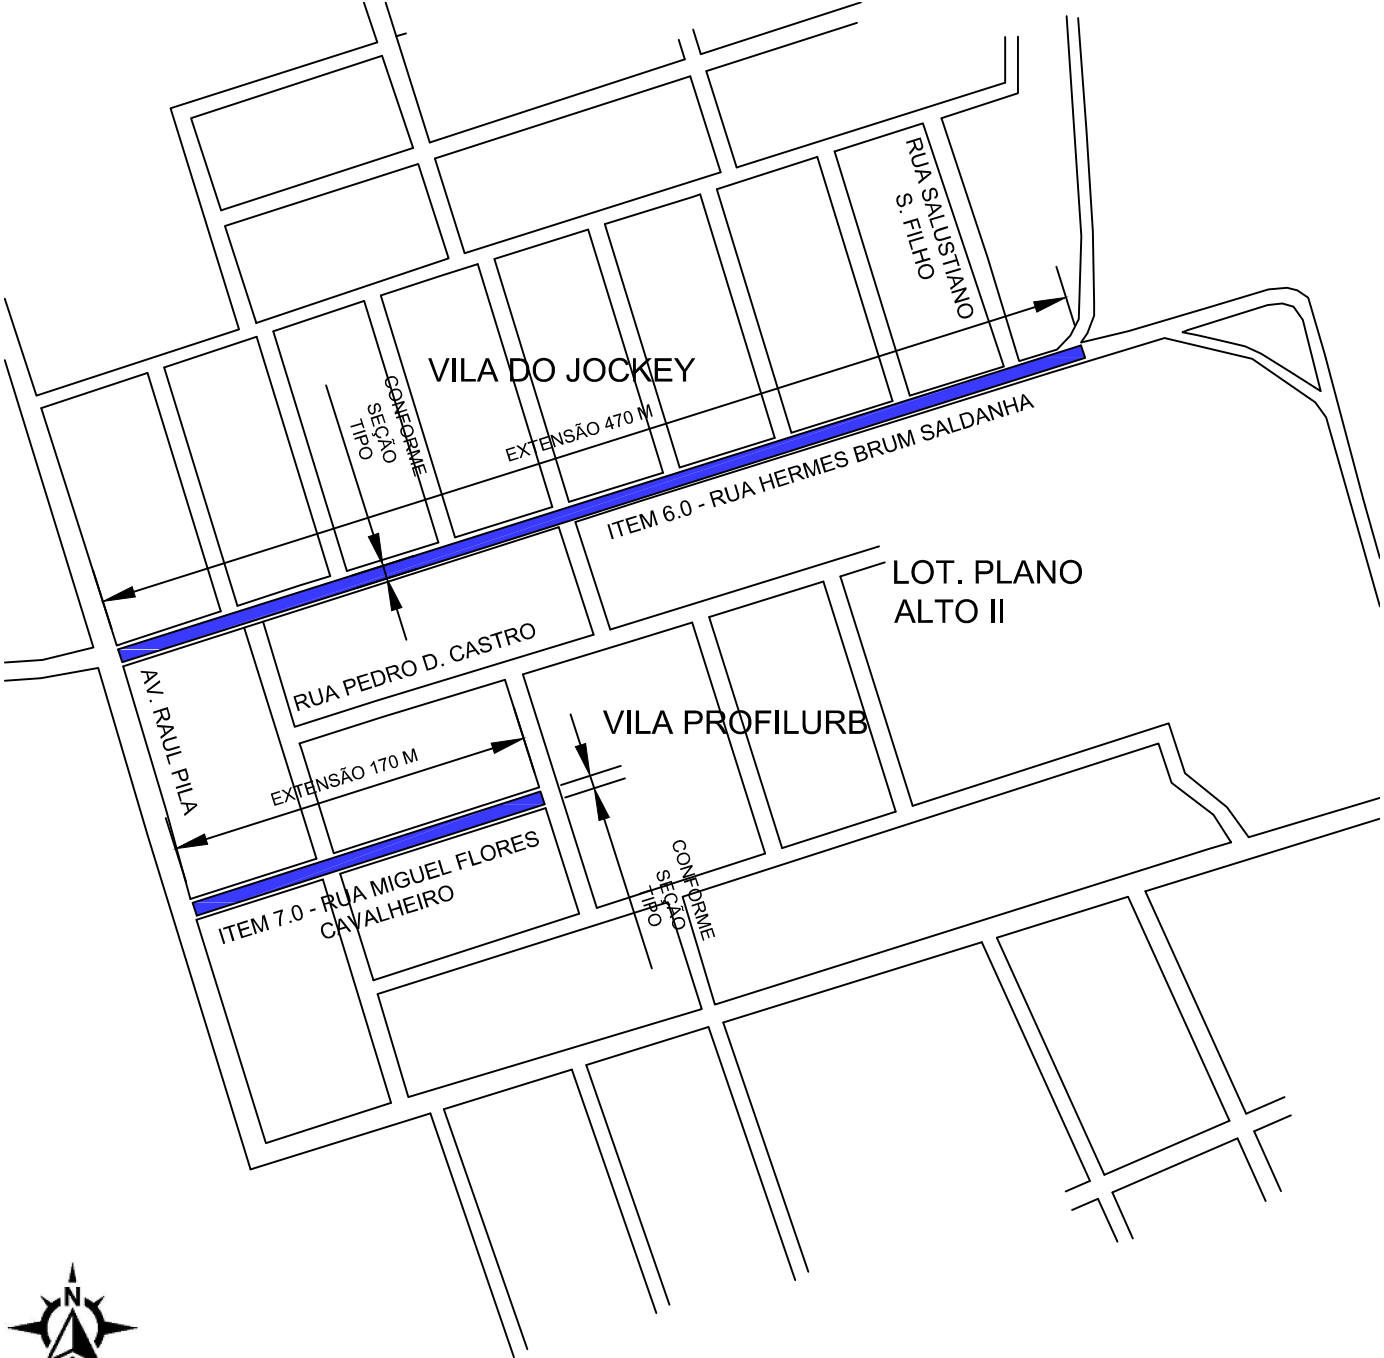 RUA SALUSTIANO
S. FILHO
VILA DO JOCKEY
CONFORME
SEÇÃO
TIPO
EXTENSÃO 470 M
ITEM 6.0 - RUA HERMES BRUM SALDANHA
LOT. PLANO
ALTO II
RUA PEDRO D. CASTRO
AV. RAUL PILA
VILA PROFILURB
EXTENSÃO 170 M
ITEM 7.0 - RUA MIGUEL FLORES
CAVALHEIRO
CONFORME
SEÇÃO
TIPO
N